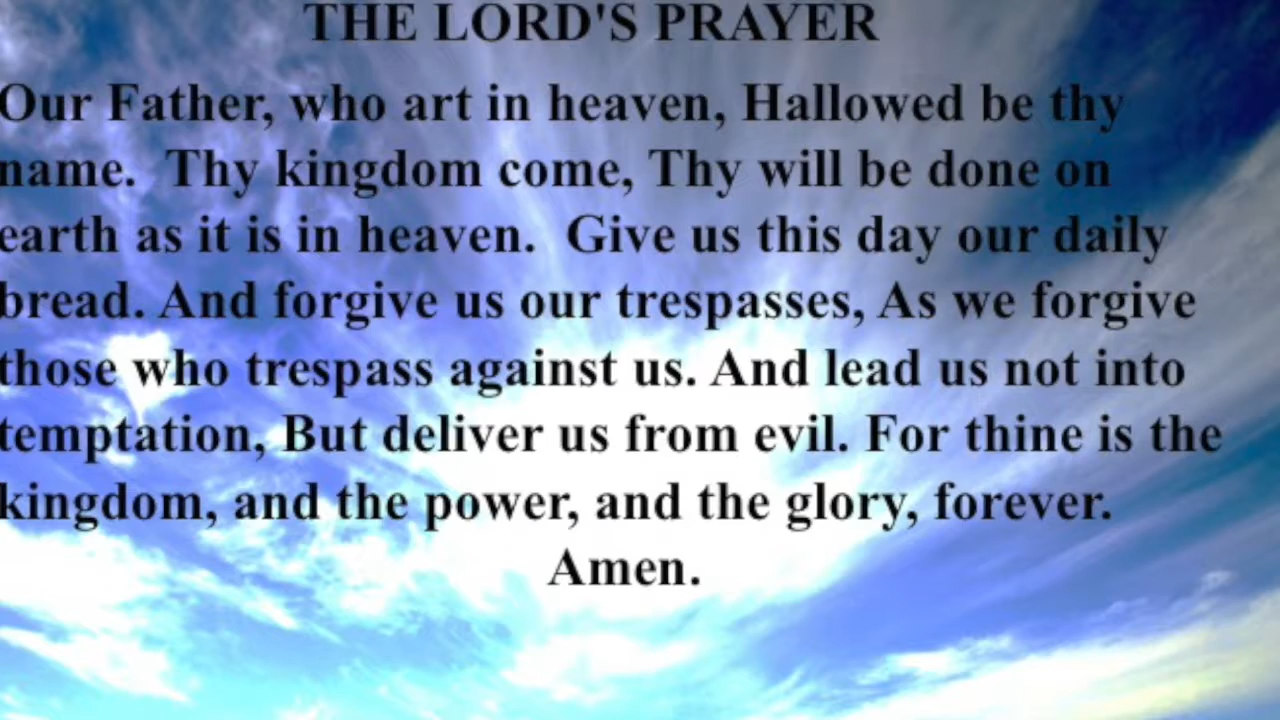 THE LORD'S PRAYER
Our Father, who art in heaven, Hallowed be thy
name.  Thy kingdom come, Thy will be done on
earth as it is in heaven.  Give us this day our daily
bread. And forgive us our trespasses, As we forgive
those who trespass against us. And lead us not into
temptation, But deliver us from evil. For thine is the
kingdom, and the power, and the glory, forever.
Amen.